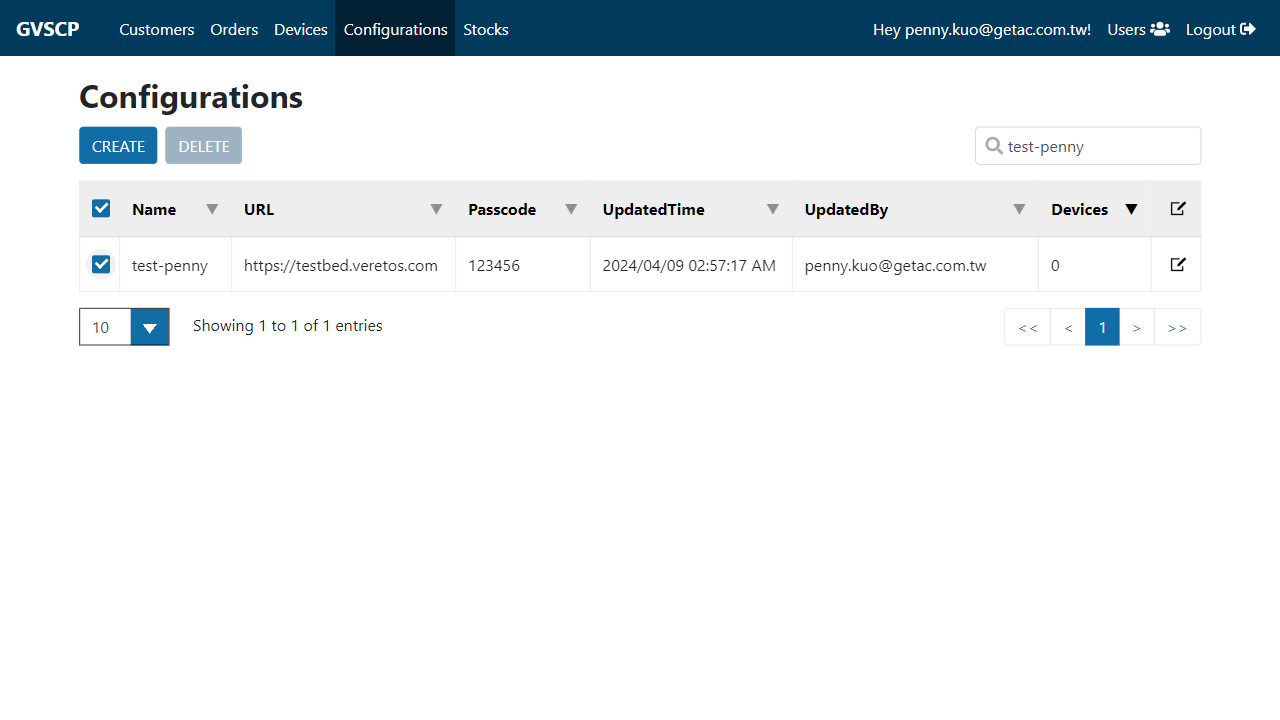 GVSCP Customers Orders Devices Configurations Stocks Hey penny.kuo@getac.com.tw! Users Logout
Configurations
CREATE DELETE test-penny
Name URL Passcode UpdatedTime UpdatedBy Devices
test-penny https://testbed.veretos.com 123456 2024/04/09 02:57:17 AM penny.kuo@getac.com.tw 0
10 Showing 1 to 1 of 1 entries << < 1 > >>